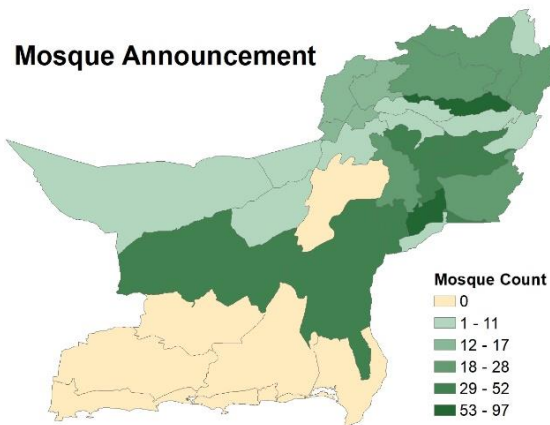 Mosque Announcement
Mosque Count
0
1 - 11
12 - 17
18 - 28
29 - 52
53 - 97